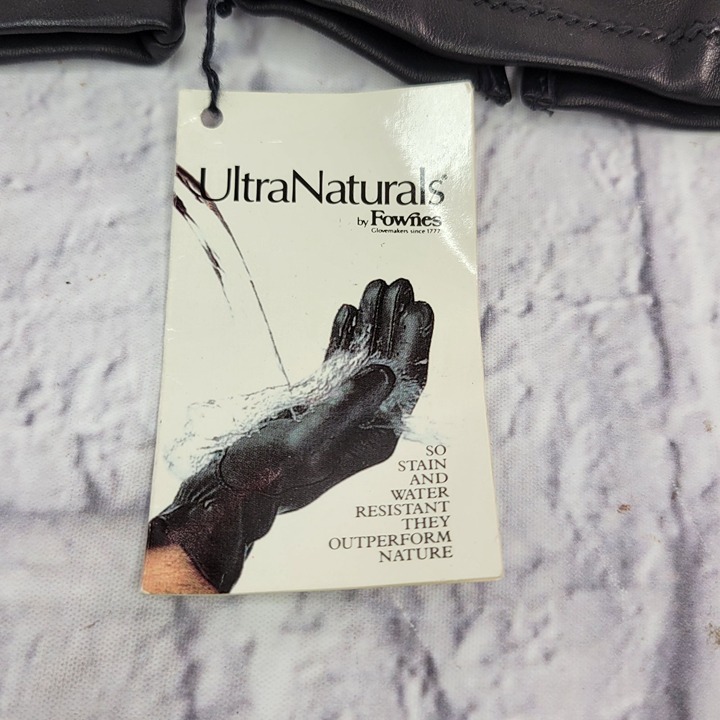 UltraNaturals®
by Fownes
Glovemakers since 1777
SO
STAIN
AND
WATER
RESISTANT
THEY
OUTPERFORM
NATURE